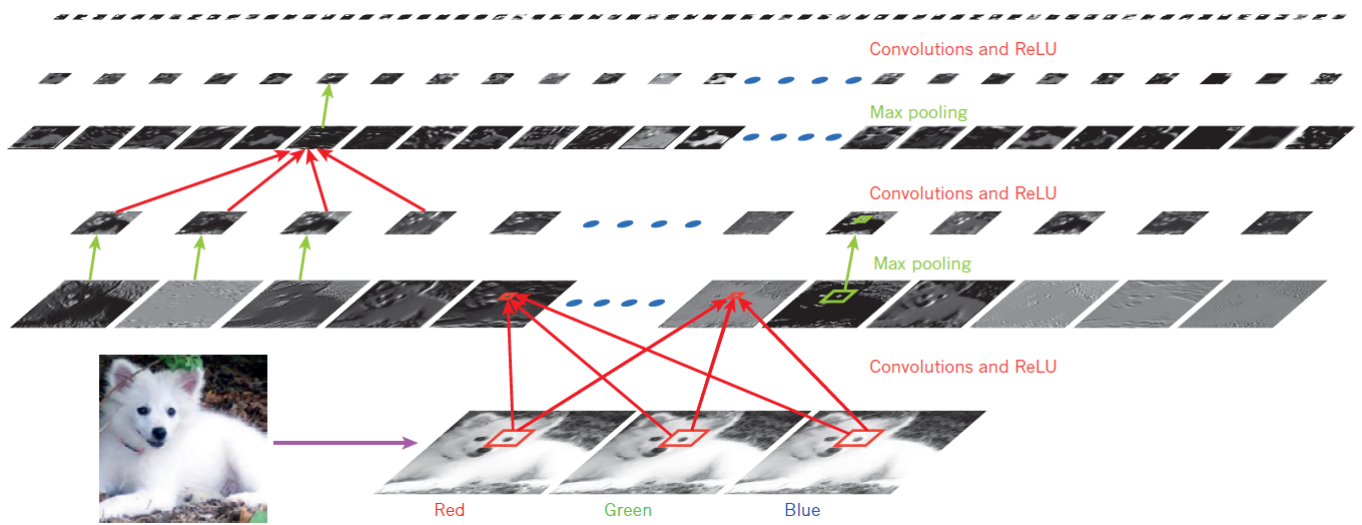 Convolutions and ReLU
Max pooling
Convolutions and ReLU
Max pooling
Convolutions and ReLU
Red
Green
Blue